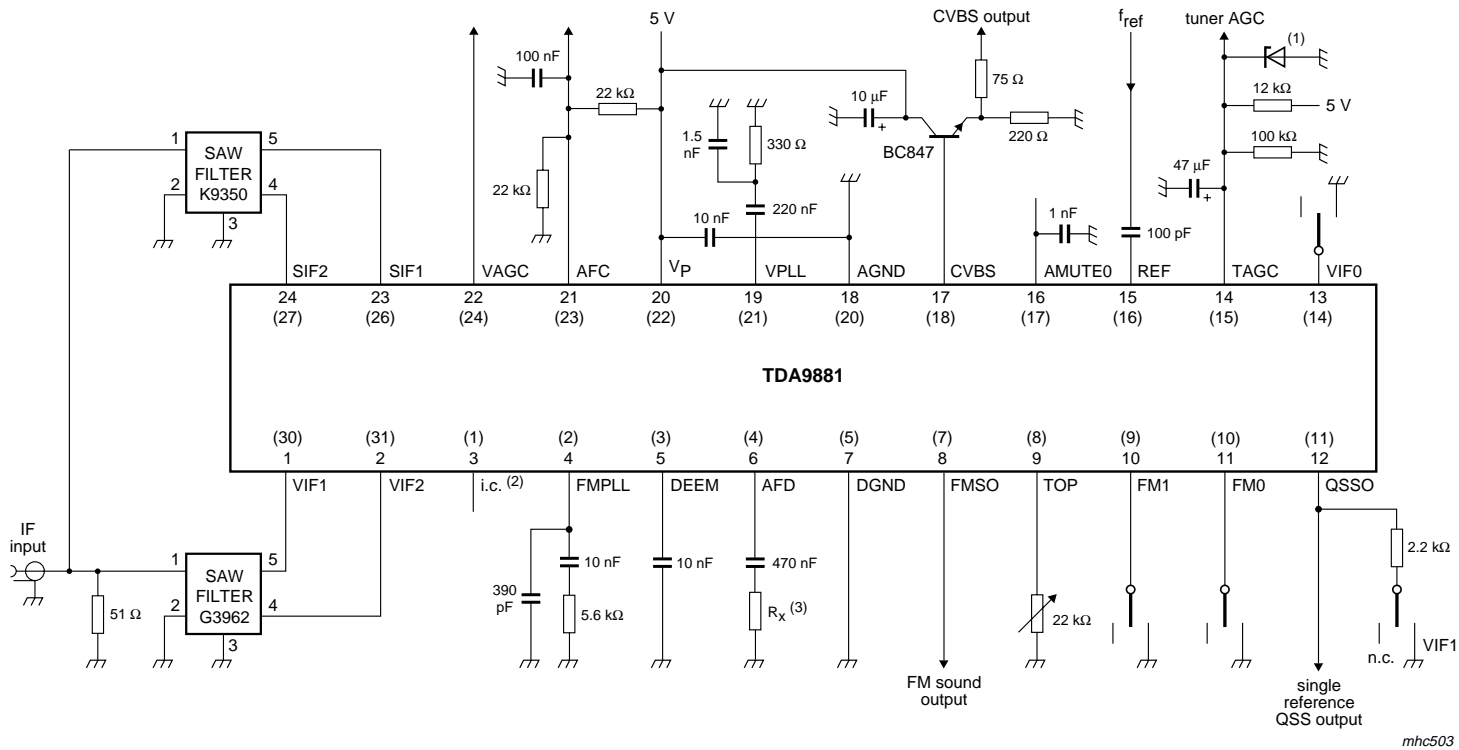 5 V
CVBS output
f ref
tuner AGC
(1)
100 nF
22 kΩ
10 μF
+
75 Ω
12 kΩ
5 V
1.5 nF
330 Ω
BC847
220 Ω
100 kΩ
47 μF
+
1 5
SAW FILTER K9350
2 4
3
22 kΩ
10 nF
220 nF
1 nF
100 pF
SIF2 SIF1 VAGC AFC VP VPLL AGND CVBS AMUTE0 REF TAGC VIF0
24 23 22 21 20 19 18 17 16 15 14 13
(27) (26) (24) (23) (22) (21) (20) (18) (17) (16) (15) (14)
TDA9881
(30) (31) (1) (2) (3) (4) (5) (7) (8) (9) (10) (11)
1 2 3 4 5 6 7 8 9 10 11 12
VIF1 VIF2 i.c. (2) FMPLL DEEM AFD DGND FMSO TOP FM1 FM0 QSSO
IF input
1 5
SAW FILTER G3962
2 4
3
51 Ω
390 pF
10 nF
5.6 kΩ
10 nF
470 nF
Rx (3)
22 kΩ
2.2 kΩ
n.c.
VIF1
FM sound output
single reference QSS output
mhc503